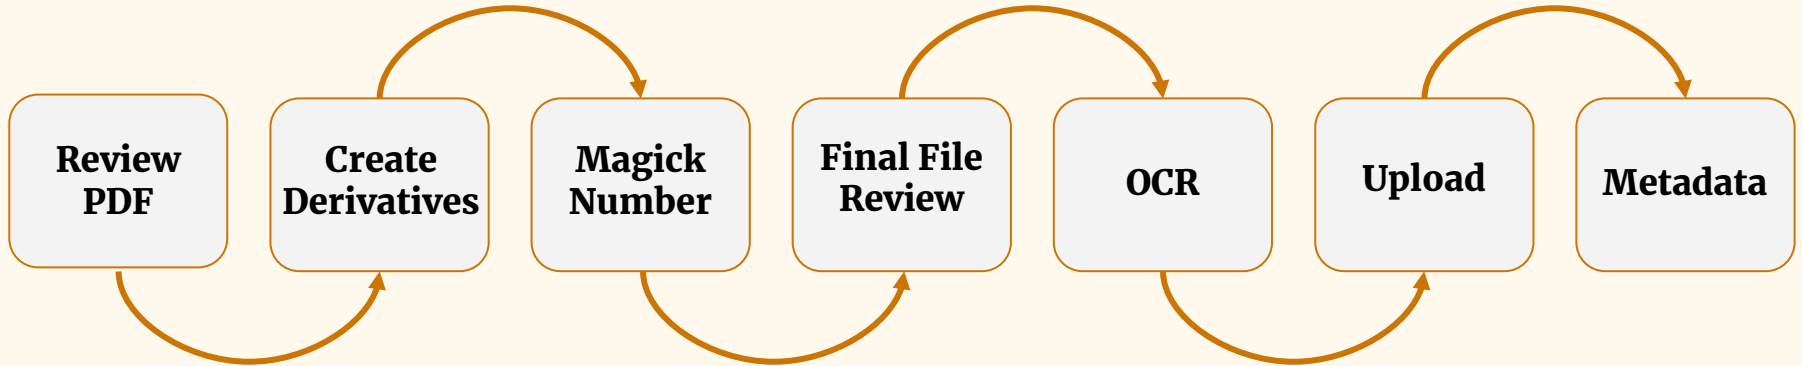 Review
PDF
Create
Derivatives
Magick
Number
Final File
Review
OCR
Upload
Metadata